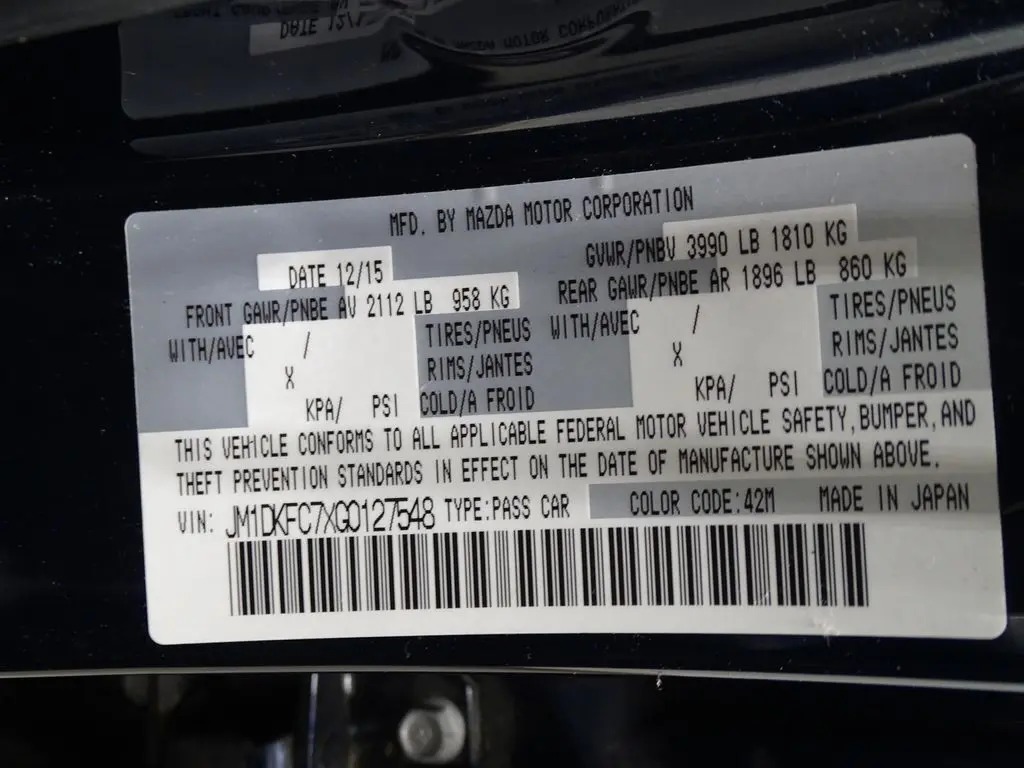 MFD. BY MAZDA MOTOR CORPORATION
DATE 12/15
GVWR/PNBV 3990 LB 1810 KG
FRONT GAWR/PNBE AV 2112 LB 958 KG
REAR GAWR/PNBE AR 1896 LB 860 KG
WITH/AVEC / TIRES/PNEUS
X RIMS/JANTES
KPA/ PSI COLD/A FROID
WITH/AVEC / TIRES/PNEUS
X RIMS/JANTES
KPA/ PSI COLD/A FROID
THIS VEHICLE CONFORMS TO ALL APPLICABLE FEDERAL MOTOR VEHICLE SAFETY, BUMPER, AND
THEFT PREVENTION STANDARDS IN EFFECT ON THE DATE OF MANUFACTURE SHOWN ABOVE.
VIN: JM1DKFC7XG0127548 TYPE:PASS CAR COLOR CODE:42M MADE IN JAPAN